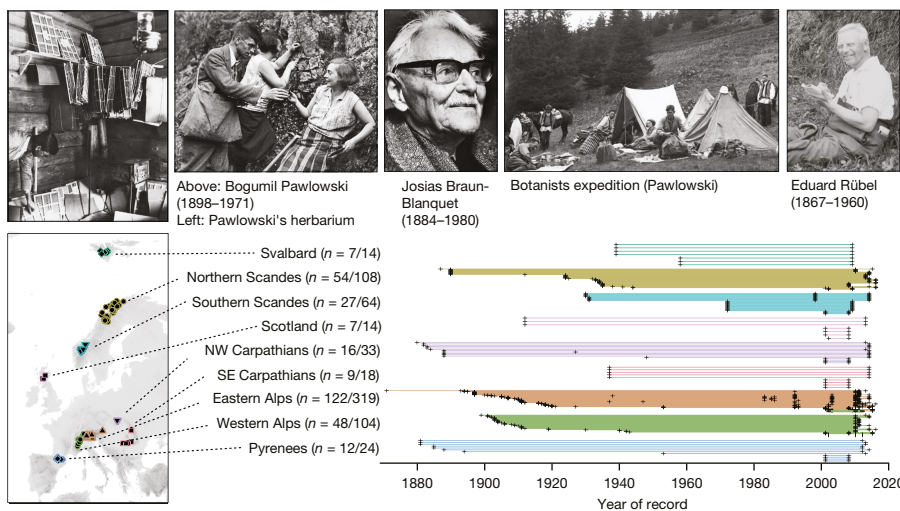 Above: Bogumil Pawlowski
(1898–1971)
Left: Pawlowski's herbarium
Josias Braun-
Blanquet
(1884–1980)
Botanists expedition (Pawlowski)
Eduard Rübel
(1867–1960)
Svalbard (n = 7/14)
Northern Scandes (n = 54/108)
Southern Scandes (n = 27/64)
Scotland (n = 7/14)
NW Carpathians (n = 16/33)
SE Carpathians (n = 9/18)
Eastern Alps (n = 122/319)
Western Alps (n = 48/104)
Pyrenees (n = 12/24)
1880 1900 1920 1940 1960 1980 2000 2020
Year of record